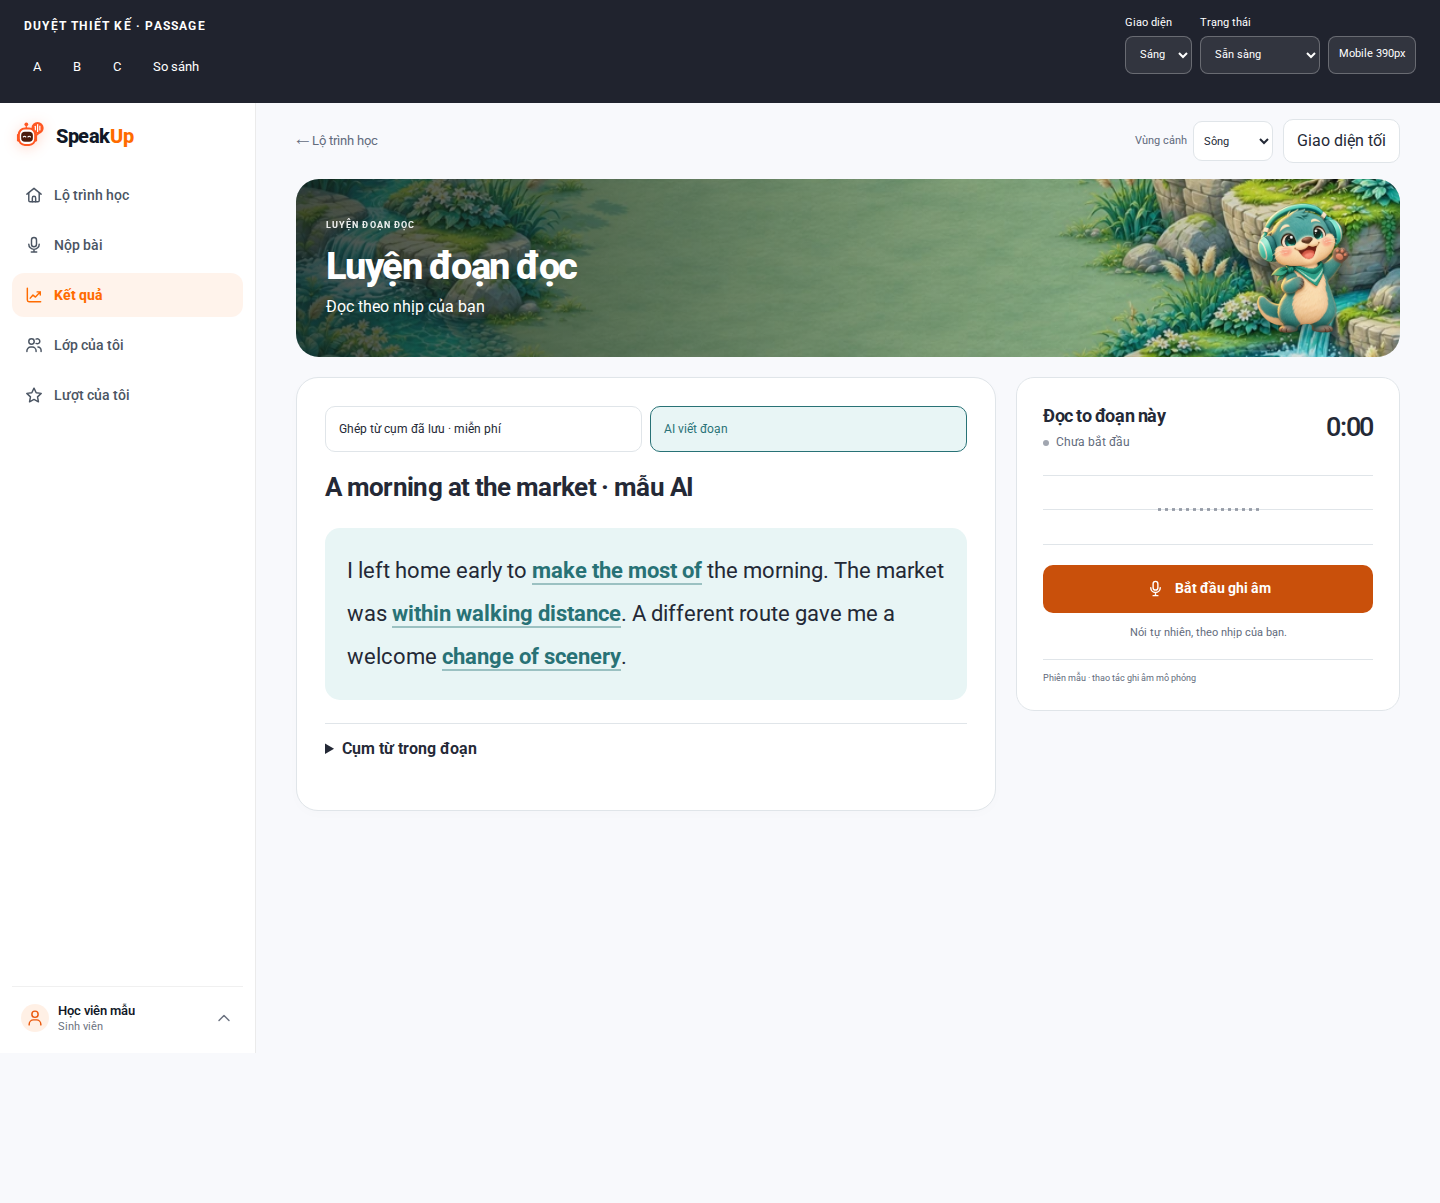 DUYỆT THIẾT KẾ · PASSAGE
A B C So sánh
Giao diện Trạng thái
Sáng Sẵn sàng Mobile 390px
SpeakUp
Lộ trình học
Nộp bài
Kết quả
Lớp của tôi
Lượt của tôi
Học viên mẫu
Sinh viên
← Lộ trình học
Vùng cảnh Sông Giao diện tối
LUYỆN ĐOẠN ĐỌC
Luyện đoạn đọc
Đọc theo nhịp của bạn
Ghép từ cụm đã lưu · miễn phí
AI viết đoạn
A morning at the market · mẫu AI
I left home early to make the most of the morning. The market
was within walking distance. A different route gave me a
welcome change of scenery.
Cụm từ trong đoạn
Đọc to đoạn này
0:00
Chưa bắt đầu
Bắt đầu ghi âm
Nói tự nhiên, theo nhịp của bạn.
Phiên mẫu · thao tác ghi âm mô phỏng